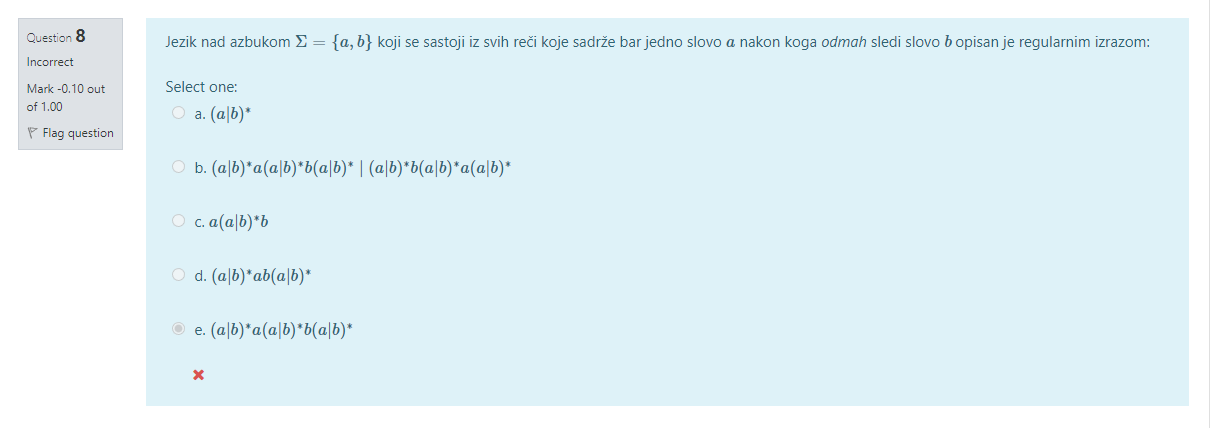 Question 8
Incorrect
Mark -0.10 out
of 1.00
Flag question
Jezik nad azbukom Σ = {a, b} koji se sastoji iz svih reči koje sadrže bar jedno slovo a nakon koga odmah sledi slovo b opisan je regularnim izrazom:
Select one:
a. (a|b)*
b. (a|b)*a(a|b)*b(a|b)* | (a|b)*b(a|b)*a(a|b)*
c. a(a|b)*b
d. (a|b)*ab(a|b)*
e. (a|b)*a(a|b)*b(a|b)*